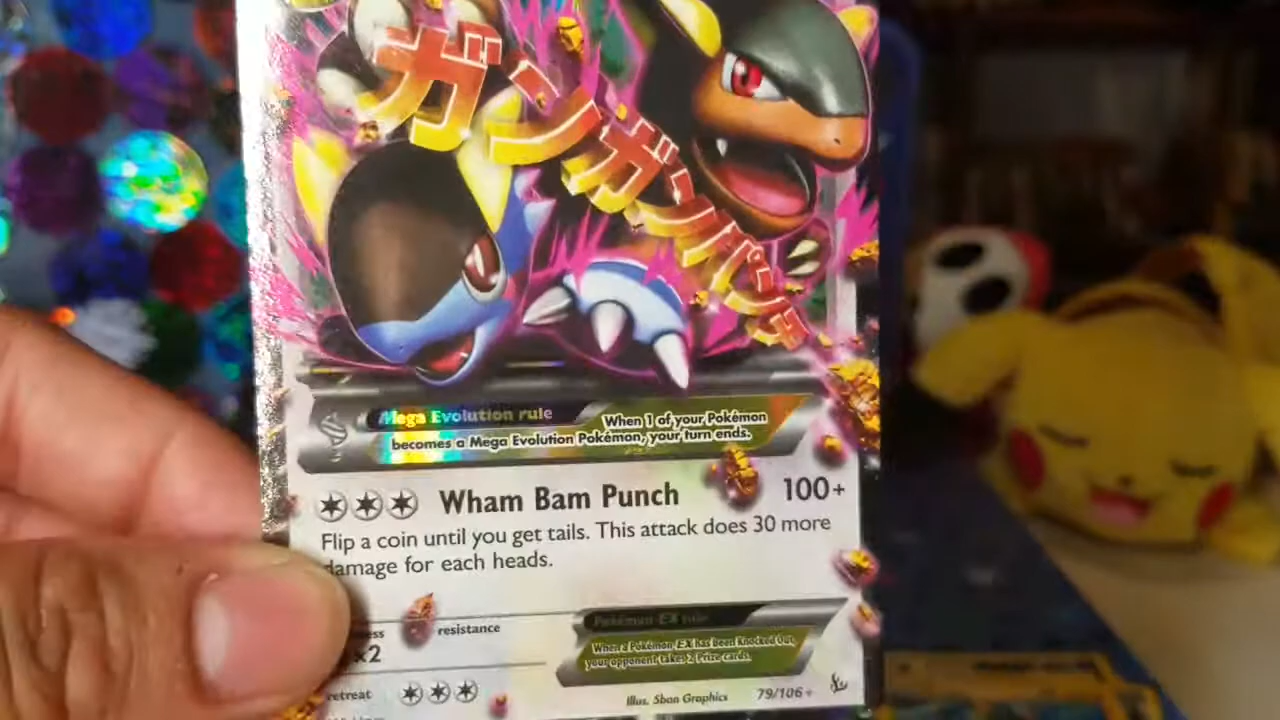 ガンガンパンチ
Mega Evolution rule
When 1 of your Pokémon
becomes a Mega Evolution Pokémon, your turn ends.
Wham Bam Punch 100+
Flip a coin until you get tails. This attack does 30 more
damage for each heads.
resistance
×2
Pokémon EX rule
When a Pokémon EX has been Knocked Out,
your opponent takes 2 Prize cards.
retreat
Illus. 5ban Graphics 79/106